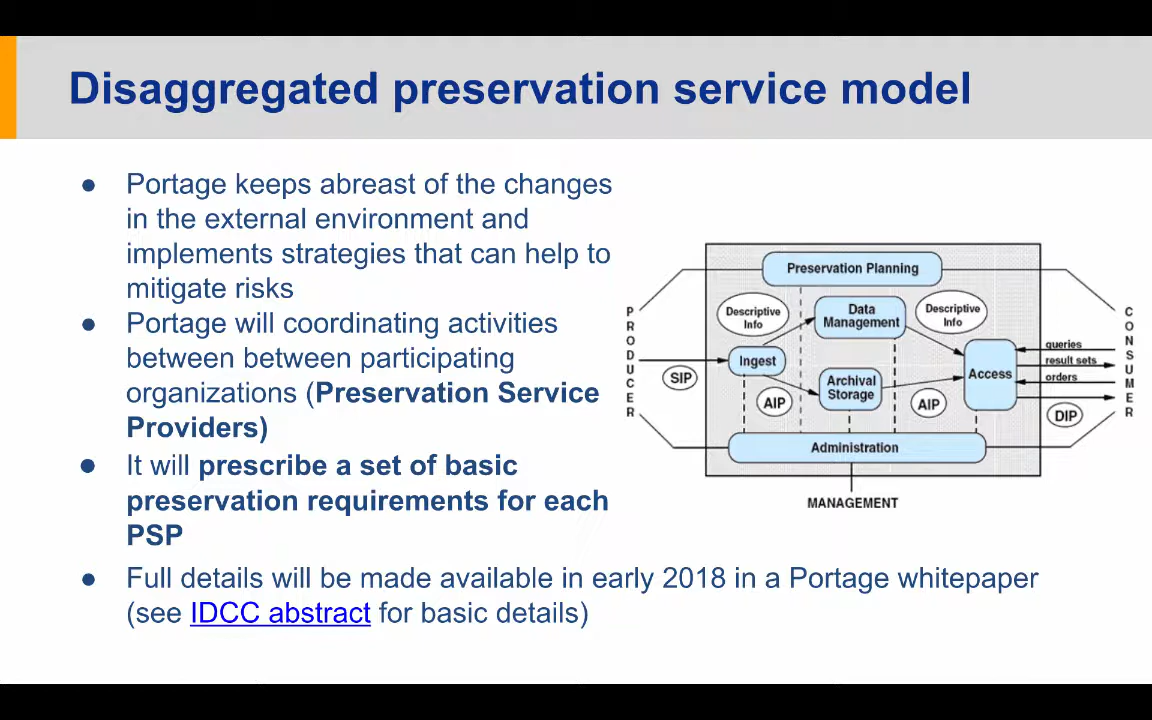 Disaggregated preservation service model
● Portage keeps abreast of the changes
in the external environment and
implements strategies that can help to
mitigate risks
● Portage will coordinating activities
between between participating
organizations (Preservation Service
Providers)
● It will prescribe a set of basic
preservation requirements for each
PSP
● Full details will be made available in early 2018 in a Portage whitepaper
(see IDCC abstract for basic details)
PRODUCER
Preservation Planning
Descriptive
Info
Data
Management
Descriptive
Info
Ingest
SIP
AIP
Archival
Storage
AIP
Access
queries
result sets
orders
DIP
Administration
MANAGEMENT
CONSUMER